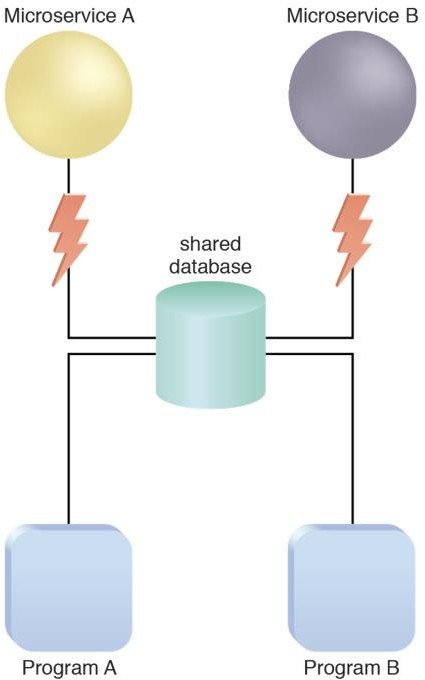 Microservice A
Microservice B
shared
database
Program A
Program B